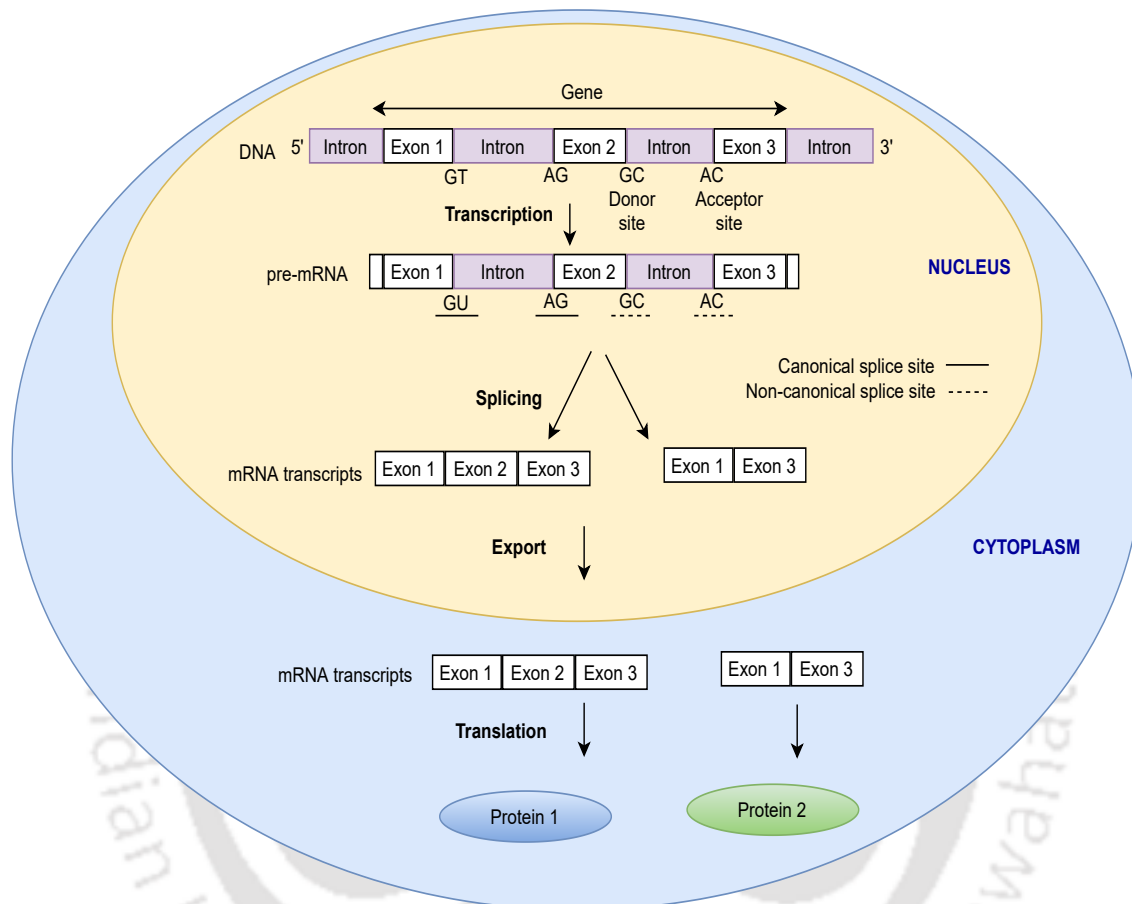 Gene
DNA 5' Intron Exon 1 Intron Exon 2 Intron Exon 3 Intron 3'
GT AG GC AC
Donor Acceptor
site site
Transcription
pre-mRNA Exon 1 Intron Exon 2 Intron Exon 3
NUCLEUS
GU AG GC AC
Canonical splice site
Non-canonical splice site
Splicing
mRNA transcripts Exon 1 Exon 2 Exon 3 Exon 1 Exon 3
Export
CYTOPLASM
mRNA transcripts Exon 1 Exon 2 Exon 3 Exon 1 Exon 3
Translation
Protein 1 Protein 2